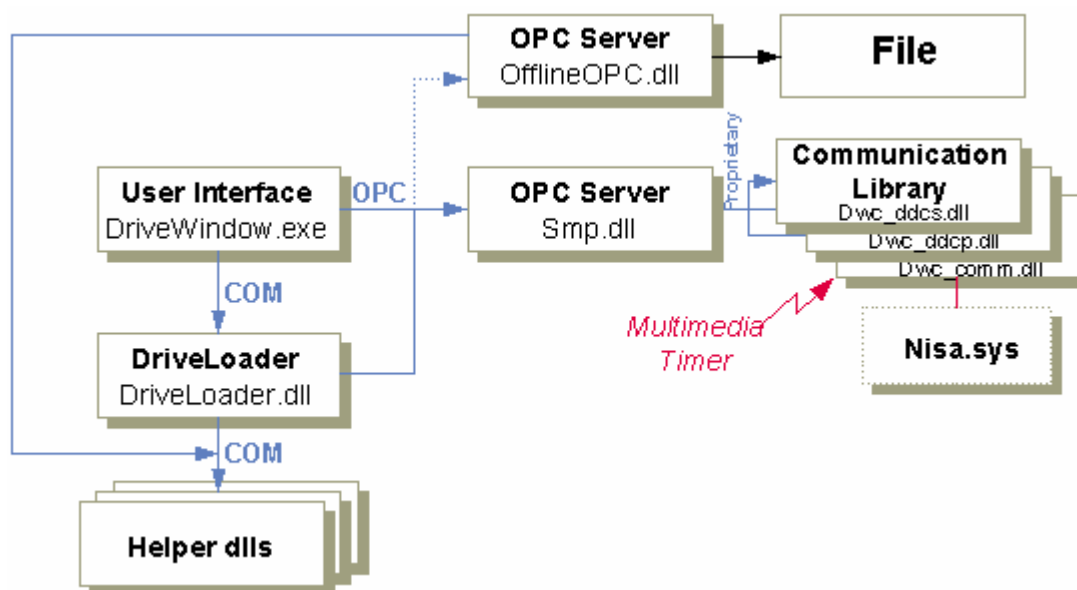 OPC Server
OfflineOPC.dll
File
Proprietary
Communication
Library
Dwc_ddcs.dll
Dwc_ddcp.dll
Dwc_comm.dll
User Interface
DriveWindow.exe
OPC
OPC Server
Smp.dll
COM
Multimedia
Timer
Nisa.sys
DriveLoader
DriveLoader.dll
COM
Helper dlls